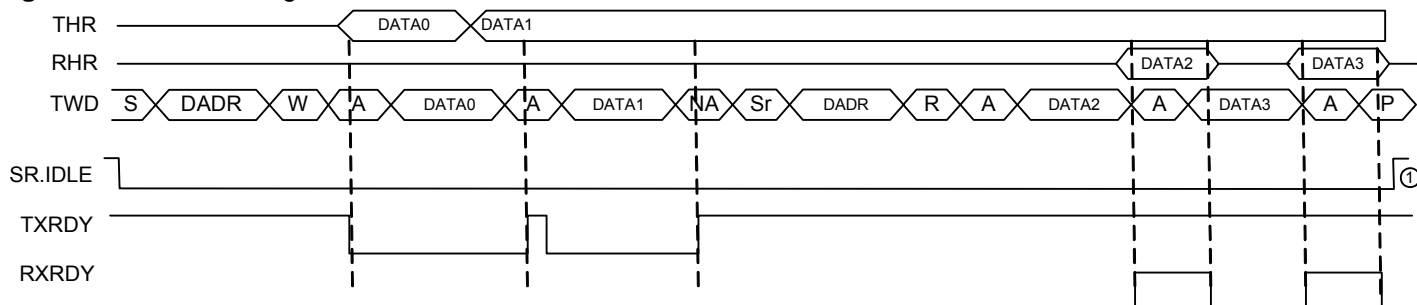 THR DATA0 DATA1
RHR DATA2 DATA3
TWD S DADR W A DATA0 A DATA1 NA Sr DADR R A DATA2 A DATA3 A P
SR.IDLE ①
TXRDY
RXRDY